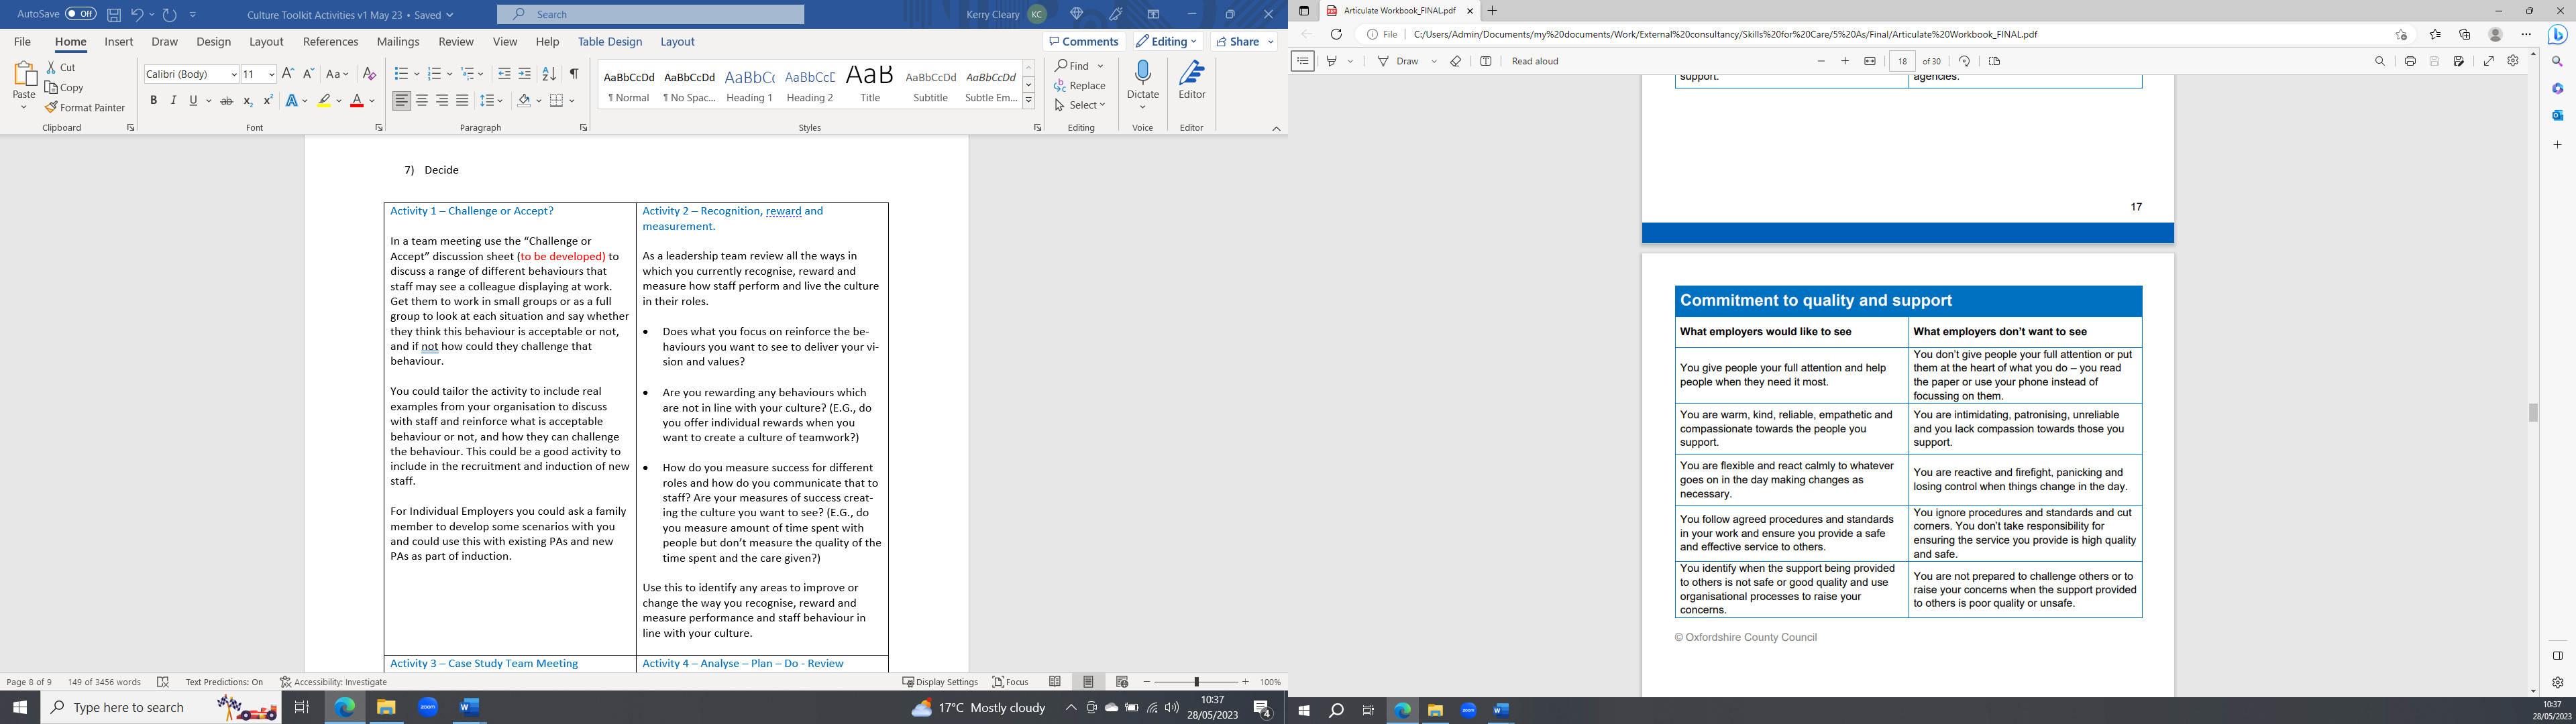 AutoSave Off
Culture Toolkit Activities v1 May 23 • Saved
Search
Kerry Cleary KC
File Home Insert Draw Design Layout References Mailings Review View Help Table Design Layout
Comments Editing Share
Paste
Cut
Copy
Format Painter
Clipboard
Calibri (Body) 11
Font
Paragraph
AaBbCcDd AaBbCcDd AaBbCc AaBbCcD AaB AaBbCcDd AaBbCcDd
¶ Normal ¶ No Spac... Heading 1 Heading 2 Title Subtitle Subtle Em...
Styles
Find
Replace
Select
Editing
Dictate
Voice
Editor
Editor
7) Decide
Activity 1 – Challenge or Accept?
In a team meeting use the “Challenge or
Accept” discussion sheet (to be developed) to
discuss a range of different behaviours that
staff may see a colleague displaying at work.
Get them to work in small groups or as a full
group to look at each situation and say whether
they think this behaviour is acceptable or not,
and if not how could they challenge that
behaviour.
You could tailor the activity to include real
examples from your organisation to discuss
with staff and reinforce what is acceptable
behaviour or not, and how they can challenge
the behaviour. This could be a good activity to
include in the recruitment and induction of new
staff.
For Individual Employers you could ask a family
member to develop some scenarios with you
and could use this with existing PAs and new
PAs as part of induction.
Activity 2 – Recognition, reward and
measurement.
As a leadership team review all the ways in
which you currently recognise, reward and
measure how staff perform and live the culture
in their roles.
• Does what you focus on reinforce the be-
haviours you want to see to deliver your vi-
sion and values?
• Are you rewarding any behaviours which
are not in line with your culture? (E.G., do
you offer individual rewards when you
want to create a culture of teamwork?)
• How do you measure success for different
roles and how do you communicate that to
staff? Are your measures of success creat-
ing the culture you want to see? (E.G., do
you measure amount of time spent with
people but don’t measure the quality of the
time spent and the care given?)
Use this to identify any areas to improve or
change the way you recognise, reward and
measure performance and staff behaviour in
line with your culture.
Activity 3 – Case Study Team Meeting
Activity 4 – Analyse – Plan – Do - Review
Page 8 of 9 149 of 3456 words Text Predictions: On Accessibility: Investigate
Display Settings Focus 100%
Type here to search
zoom
17°C Mostly cloudy
10:37
28/05/2023
4
Articulate Workbook_FINAL.pdf
File C:/Users/Admin/Documents/my%20documents/Work/External%20consultancy/Skills%20for%20Care/5%20As/Final/Articulate%20Workbook_FINAL.pdf
Draw Read aloud
18 of 30
support.
agencies.
17
Commitment to quality and support
What employers would like to see
What employers don’t want to see
You give people your full attention and help
people when they need it most.
You don’t give people your full attention or put
them at the heart of what you do – you read
the paper or use your phone instead of
focussing on them.
You are warm, kind, reliable, empathetic and
compassionate towards the people you
support.
You are intimidating, patronising, unreliable
and you lack compassion towards those you
support.
You are flexible and react calmly to whatever
goes on in the day making changes as
necessary.
You are reactive and firefight, panicking and
losing control when things change in the day.
You follow agreed procedures and standards
in your work and ensure you provide a safe
and effective service to others.
You ignore procedures and standards and cut
corners. You don’t take responsibility for
ensuring the service you provide is high quality
and safe.
You identify when the support being provided
to others is not safe or good quality and use
organisational processes to raise your
concerns.
You are not prepared to challenge others or to
raise your concerns when the support provided
to others is poor quality or unsafe.
© Oxfordshire County Council
zoom
10:37
28/05/2023